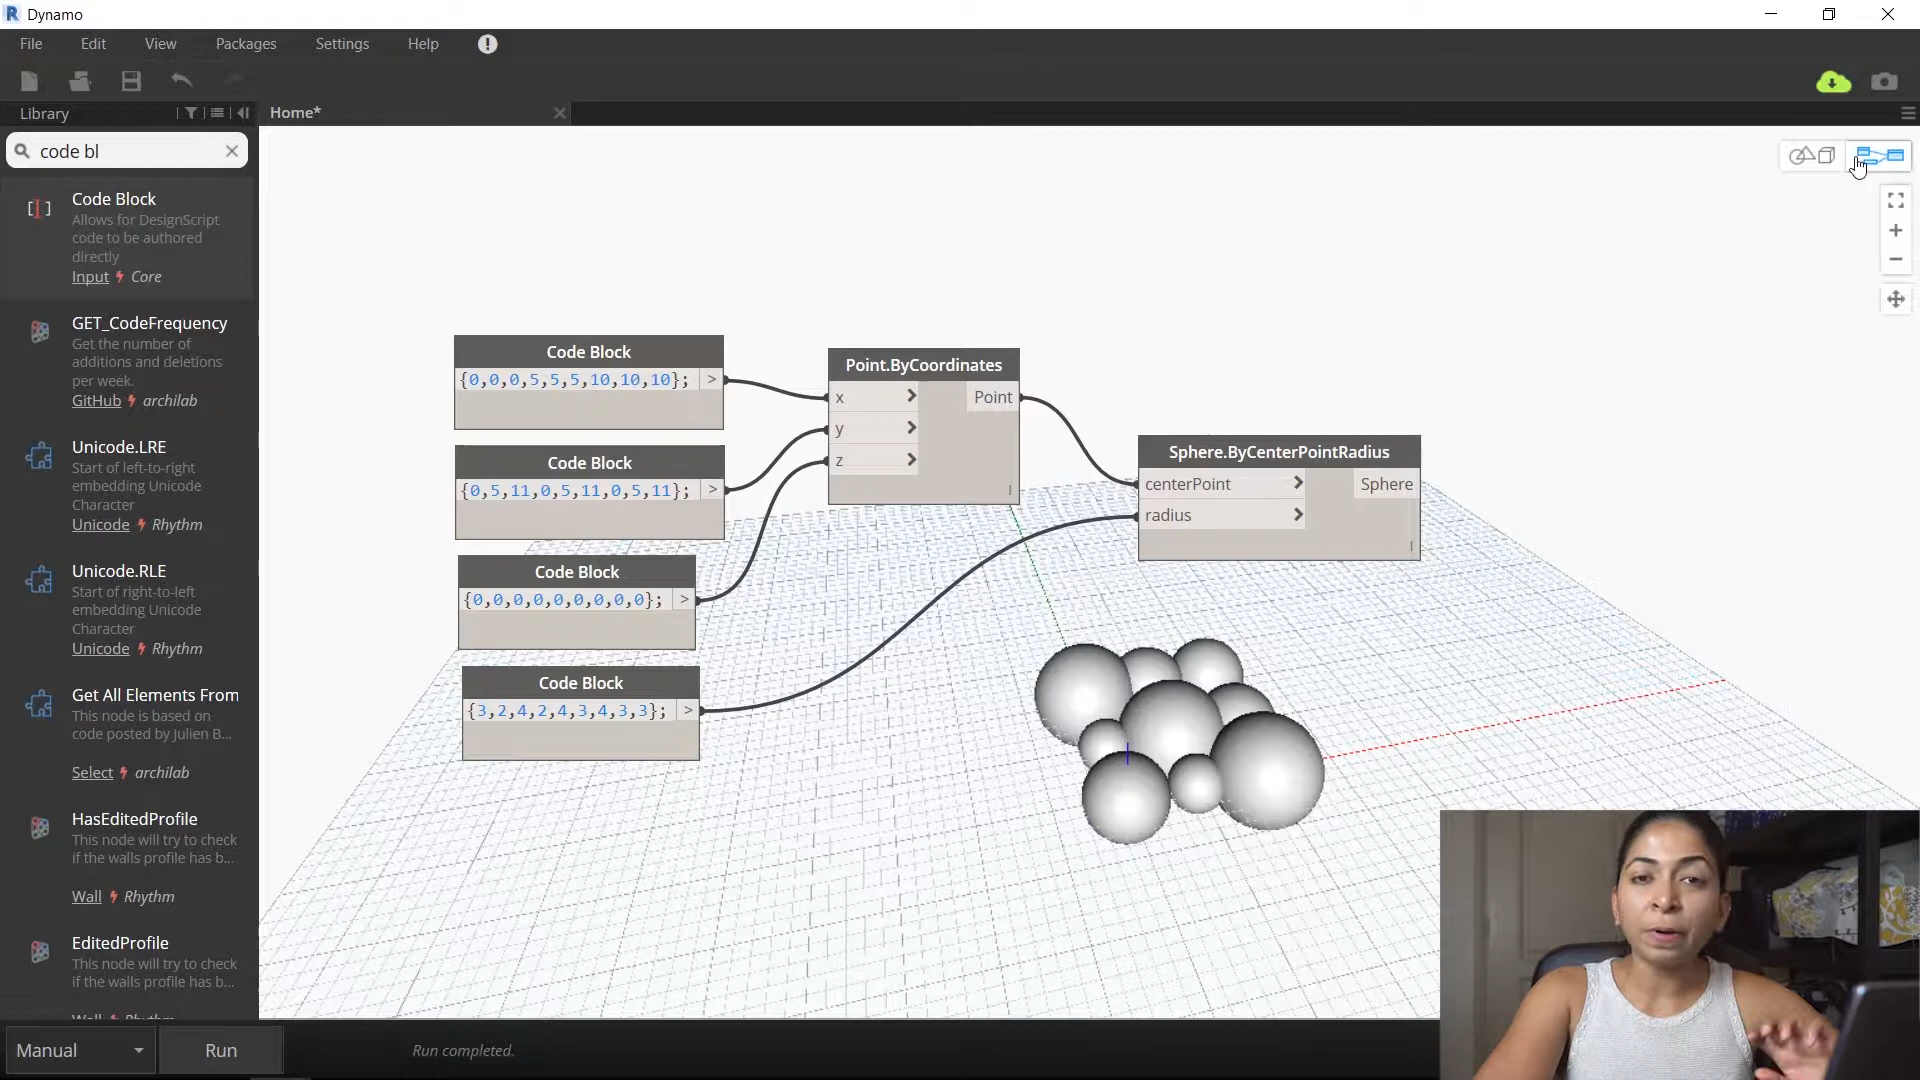 Dynamo
File Edit View Packages Settings Help
Library
Home*
code bl
Code Block
Allows for DesignScript
code to be authored
directly
Input Core
GET_CodeFrequency
Get the number of
additions and deletions
per week.
GitHub archilab
Unicode.LRE
Start of left-to-right
embedding Unicode
Character
Unicode Rhythm
Unicode.RLE
Start of right-to-left
embedding Unicode
Character
Unicode Rhythm
Get All Elements From
This node is based on
code posted by Julien B...
Select archilab
HasEditedProfile
This node will try to check
if the walls profile has b...
Wall Rhythm
EditedProfile
This node will try to check
if the walls profile has b...
Wall Rhythm
Code Block
{0,0,0,5,5,5,10,10,10}; >
Code Block
{0,5,11,0,5,11,0,5,11}; >
Code Block
{0,0,0,0,0,0,0,0,0}; >
Code Block
{3,2,4,2,4,3,4,3,3}; >
Point.ByCoordinates
x > Point
y >
z >
Sphere.ByCenterPointRadius
centerPoint > Sphere
radius >
Manual
Run
Run completed.